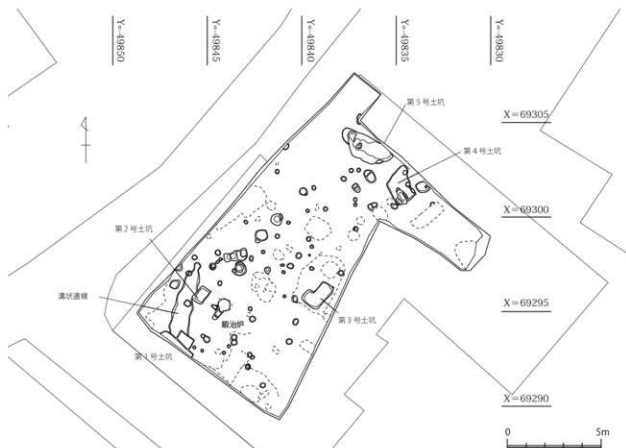 Y=-49850
Y=-49845
Y=-49840
Y=-49835
Y=-49830
第5号土坑
X=69305
第4号土坑
X=69300
第2号土坑
溝状遺構
X=69295
鍛冶炉
第3号土坑
第1号土坑
X=69290
0 5m